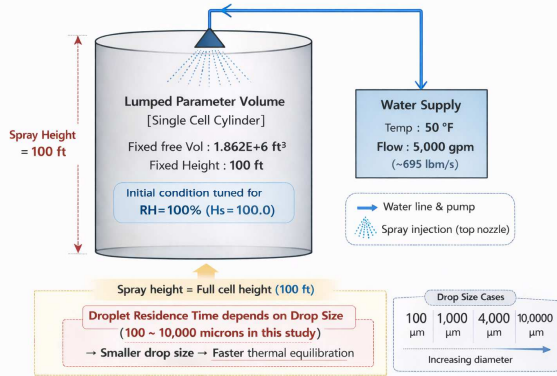 Spray Height
= 100 ft
Lumped Parameter Volume
[Single Cell Cylinder]
Fixed free Vol : 1.862E+6 ft³
Fixed Height : 100 ft
Initial condition tuned for
RH=100% (Hs=100.0)
Water Supply
Temp : 50 °F
Flow : 5,000 gpm
(~695 lbm/s)
Water line & pump
Spray injection (top nozzle)
Spray height = Full cell height (100 ft)
Droplet Residence Time depends on Drop Size
(100 ~ 10,000 microns in this study)
→ Smaller drop size → Faster thermal equilibration
Drop Size Cases
100 1,000 4,000 10,0000
μm μm μm μm
Increasing diameter